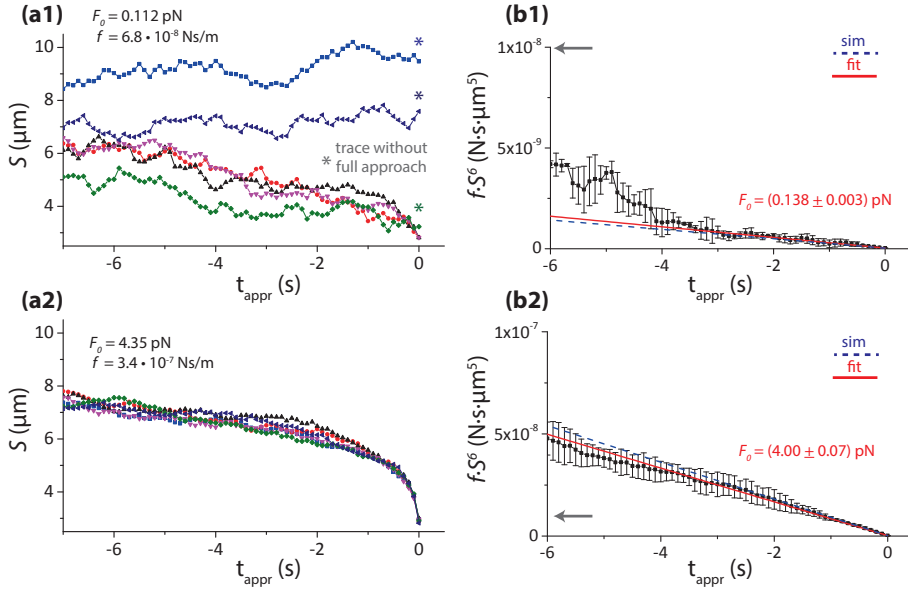 (a1)
F₀ = 0.112 pN
f = 6.8 • 10⁻⁸ Ns/m
*
*
trace without
* full approach
*
S (μm)
10
8
6
4
-6
-4
-2
0
t_appr (s)
(b1)
1x10⁻⁸
sim
fit
f·S⁶ (N·s·μm⁵)
5x10⁻⁹
F₀ = (0.138 ± 0.003) pN
0
-6
-4
-2
0
t_appr (s)
(a2)
F₀ = 4.35 pN
f = 3.4 • 10⁻⁷ Ns/m
S (μm)
10
8
6
4
-6
-4
-2
0
t_appr (s)
(b2)
1x10⁻⁷
sim
fit
f·S⁶ (N·s·μm⁵)
5x10⁻⁸
F₀ = (4.00 ± 0.07) pN
0
-6
-4
-2
0
t_appr (s)